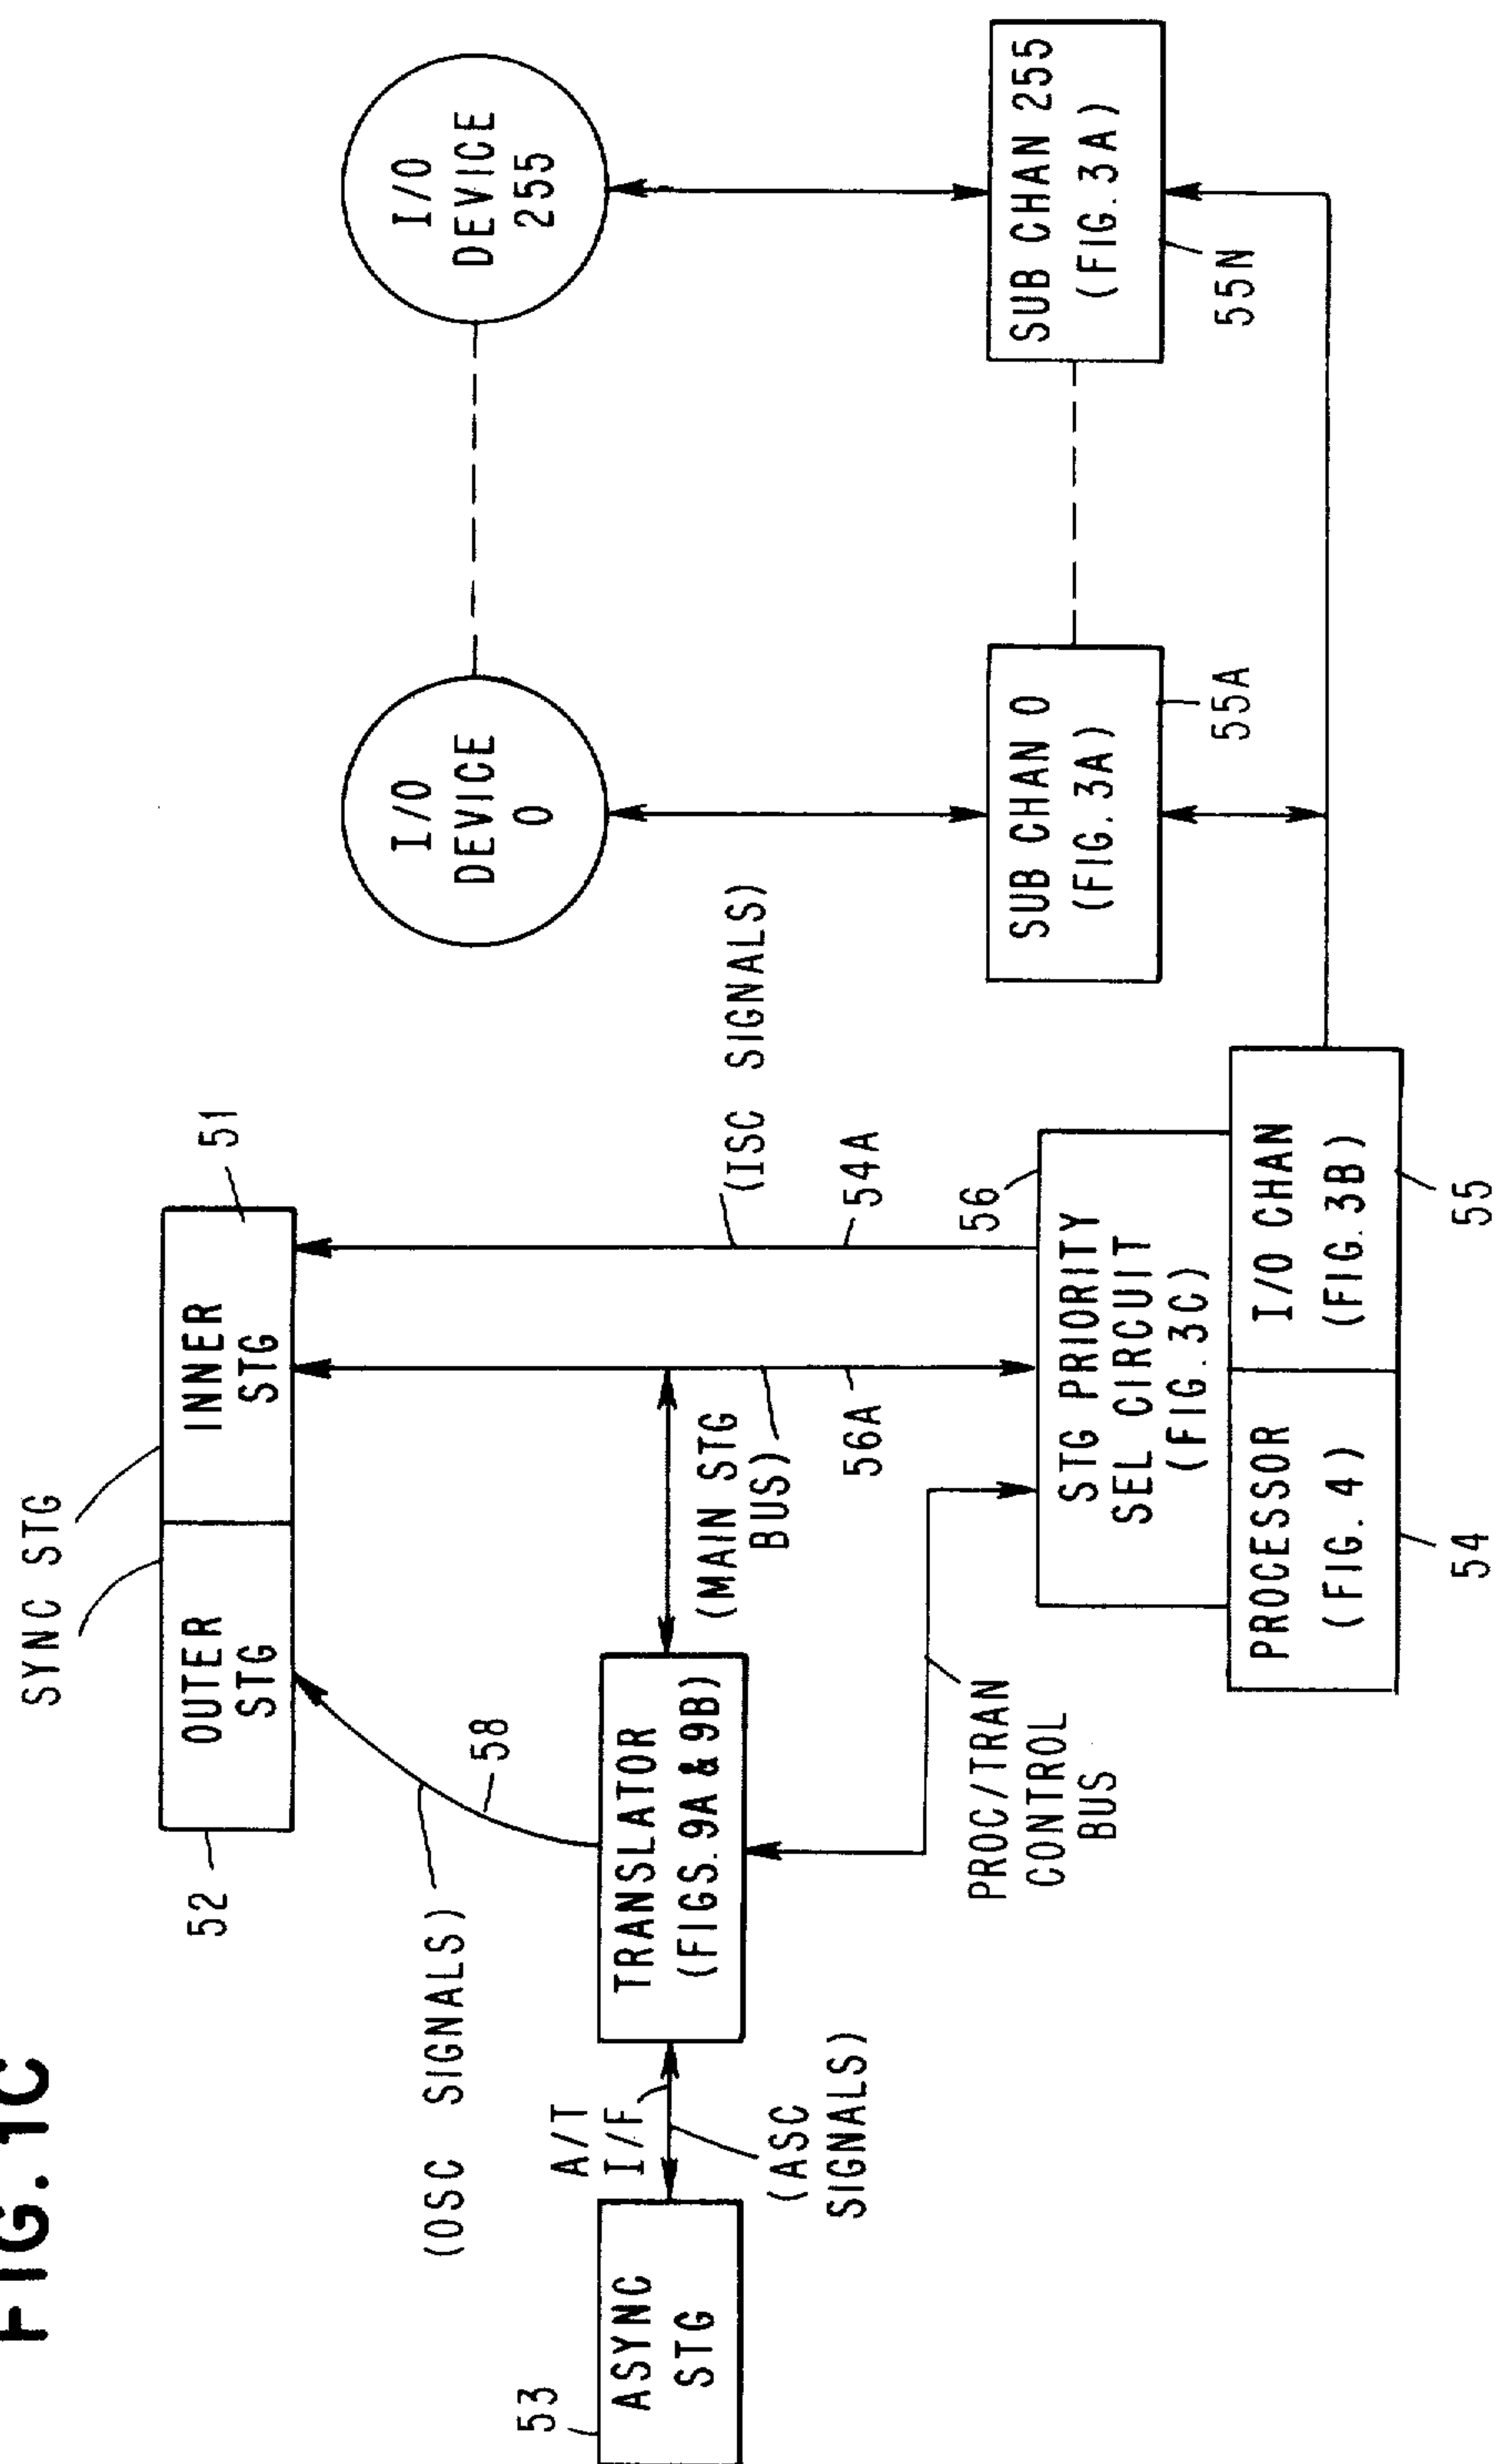 FIG. 1C
SYNC STG
52
OUTER
STG
INNER
STG
51
(OSC SIGNALS)
58
53
ASYNC
STG
A/T
I/F
(ASC
SIGNALS)
TRANSLATOR
(FIGS. 9A & 9B)
(MAIN STG
BUS)
56A
(ISC SIGNALS)
54A
PROC/TRAN
CONTROL
BUS
56
STG PRIORITY
SEL CIRCUIT
(FIG. 3C)
PROCESSOR
(FIG. 4)
54
I/O CHAN
(FIG. 3B)
55
I/O
DEVICE
0
I/O
DEVICE
255
SUB CHAN 0
(FIG. 3A)
55A
SUB CHAN 255
(FIG. 3A)
55N